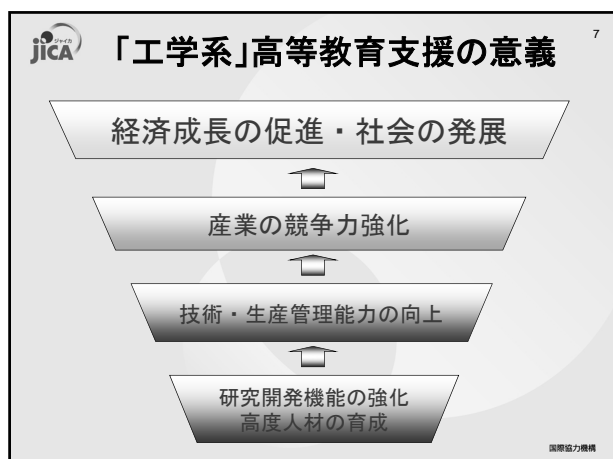 ジャイカ
jICA
「工学系」高等教育支援の意義
7
経済成長の促進・社会の発展
産業の競争力強化
技術・生産管理能力の向上
研究開発機能の強化
高度人材の育成
国際協力機構